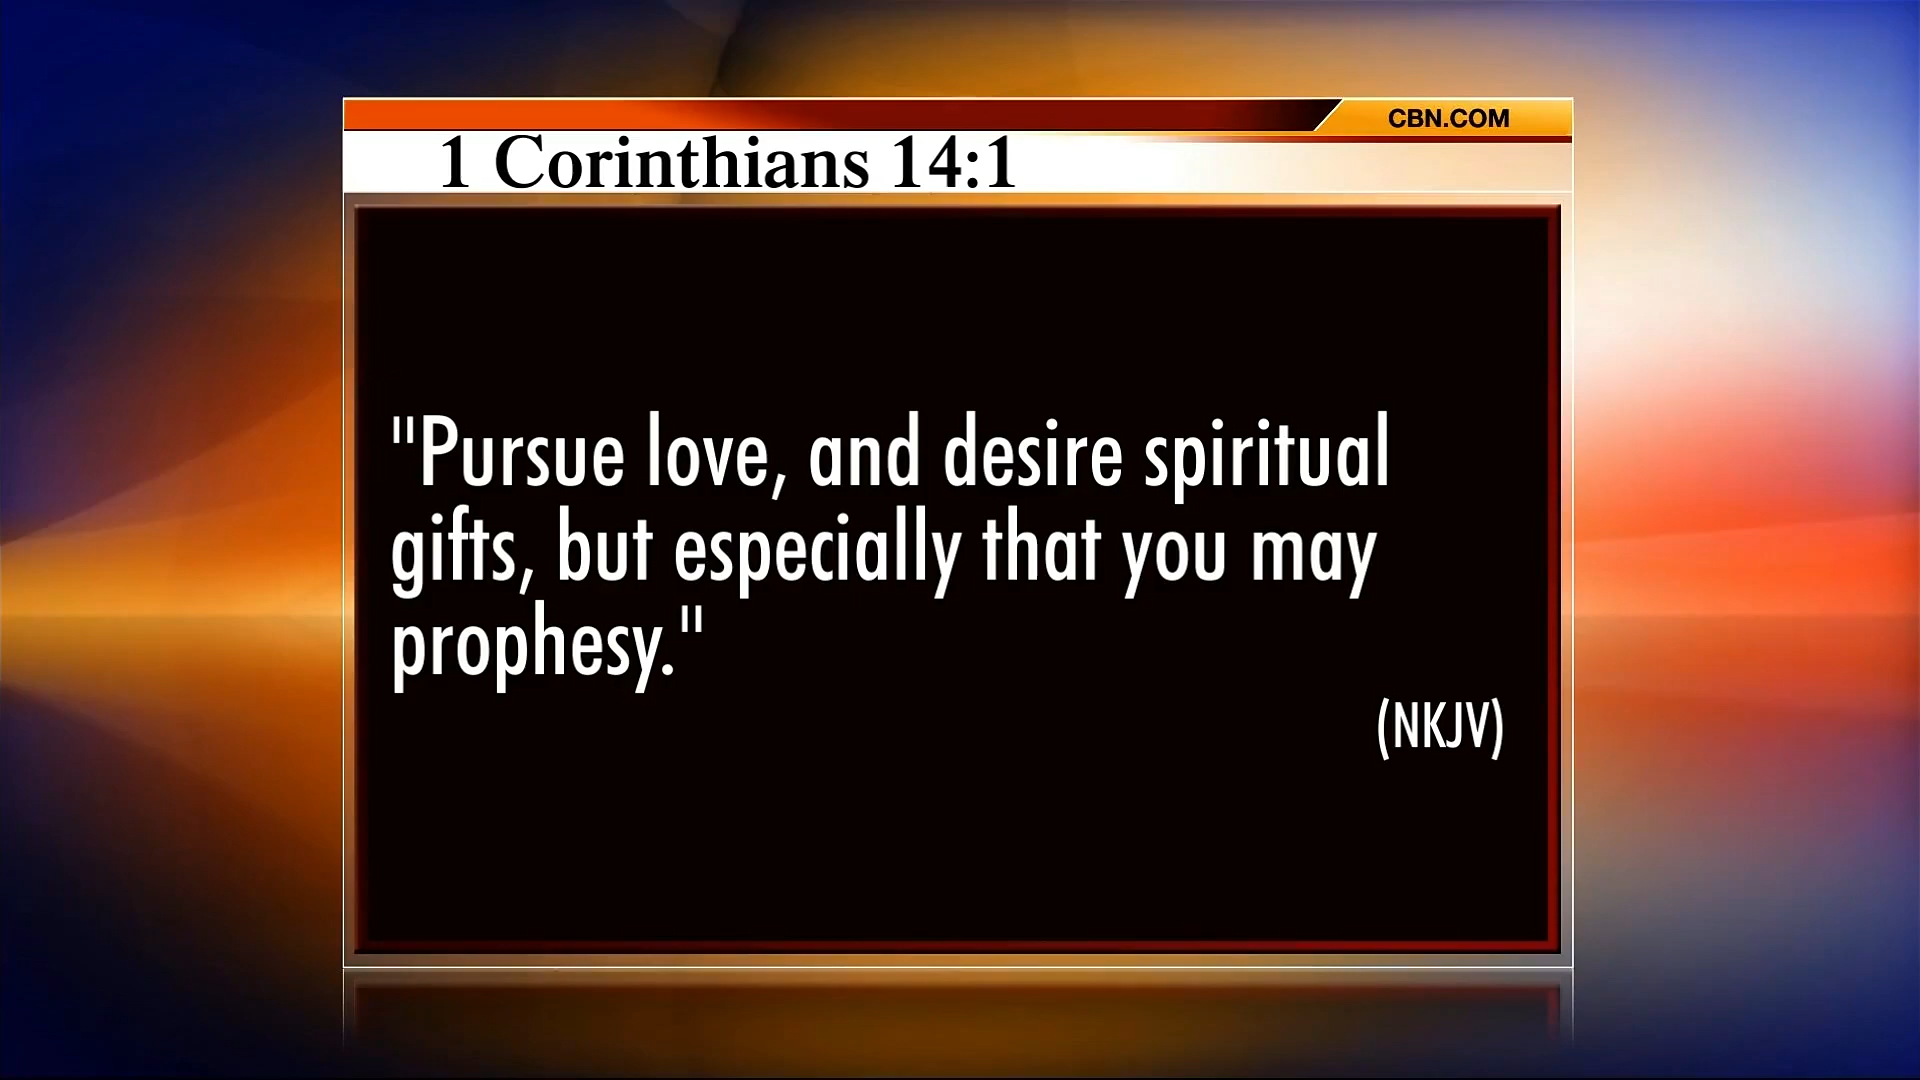 CBN.COM
1 Corinthians 14:1
"Pursue love, and desire spiritual
gifts, but especially that you may
prophesy."
(NKJV)